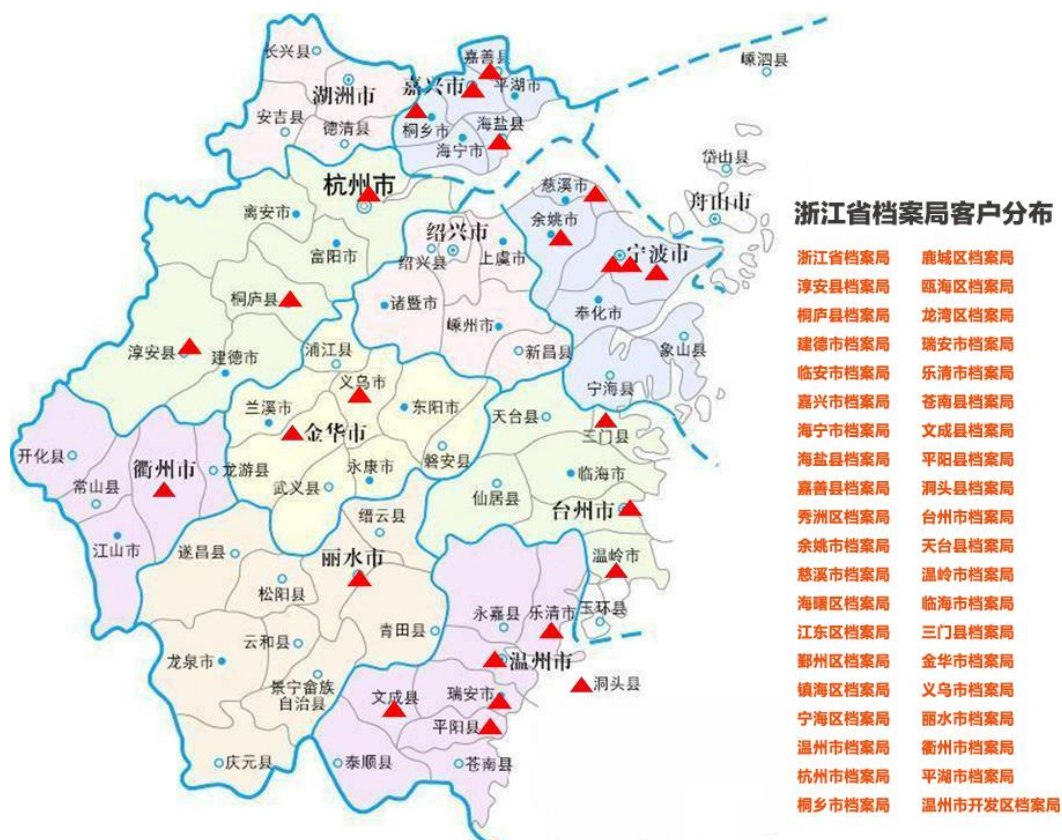 长兴县
湖洲市
安吉县
德清县
嘉善县
嘉兴市
平湖市
桐乡市
海盐县
海宁市
嵊泗县
岱山县
舟山市
杭州市
离安市
富阳市
桐庐县
淳安县
建德市
慈溪市
余姚市
宁波市
奉化市
象山县
宁海县
绍兴市
绍兴县
上虞市
诸暨市
嵊州市
新昌县
浦江县
义乌市
兰溪市
东阳市
金华市
磐安县
永康市
武义县
开化县
衢州市
龙游县
常山县
江山市
天台县
三门县
临海市
仙居县
台州市
温岭市
玉环县
缙云县
丽水市
遂昌县
松阳县
青田县
云和县
龙泉市
景宁畲族
自治县
庆元县
永嘉县
乐清市
温州市
洞头县
文成县
瑞安市
平阳县
泰顺县
苍南县
浙江省档案局客户分布
浙江省档案局 鹿城区档案局
淳安县档案局 瓯海区档案局
桐庐县档案局 龙湾区档案局
建德市档案局 瑞安市档案局
临安市档案局 乐清市档案局
嘉兴市档案局 苍南县档案局
海宁市档案局 文成县档案局
海盐县档案局 平阳县档案局
嘉善县档案局 洞头县档案局
秀洲区档案局 台州市档案局
余姚市档案局 天台县档案局
慈溪市档案局 温岭市档案局
海曙区档案局 临海市档案局
江东区档案局 三门县档案局
鄞州区档案局 金华市档案局
镇海区档案局 义乌市档案局
宁海区档案局 丽水市档案局
温州市档案局 衢州市档案局
杭州市档案局 平湖市档案局
桐乡市档案局 温州市开发区档案局